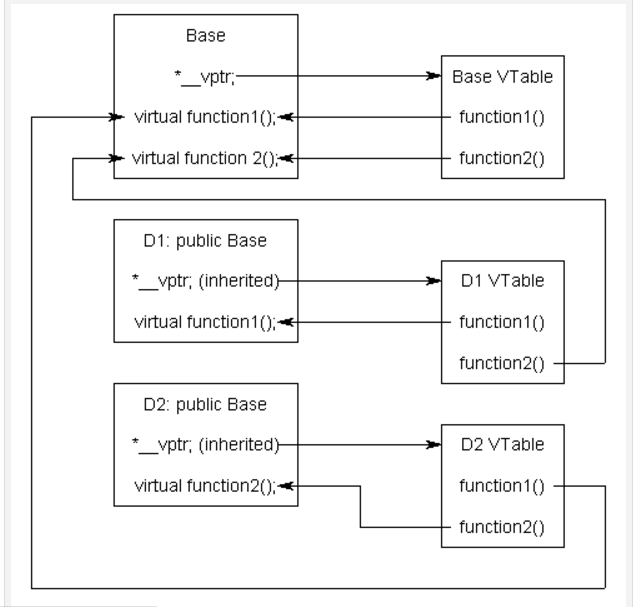 Base
*__vptr;
virtual function1();
virtual function 2();
Base VTable
function1()
function2()
D1: public Base
*__vptr; (inherited)
virtual function1();
D1 VTable
function1()
function2()
D2: public Base
*__vptr; (inherited)
virtual function2();
D2 VTable
function1()
function2()